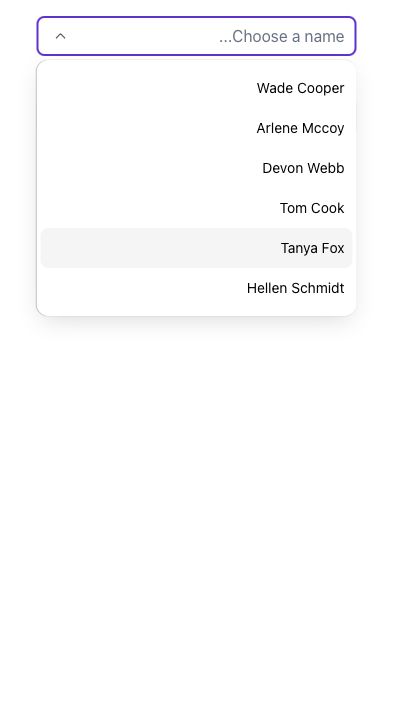 ...Choose a name
Wade Cooper
Arlene Mccoy
Devon Webb
Tom Cook
Tanya Fox
Hellen Schmidt